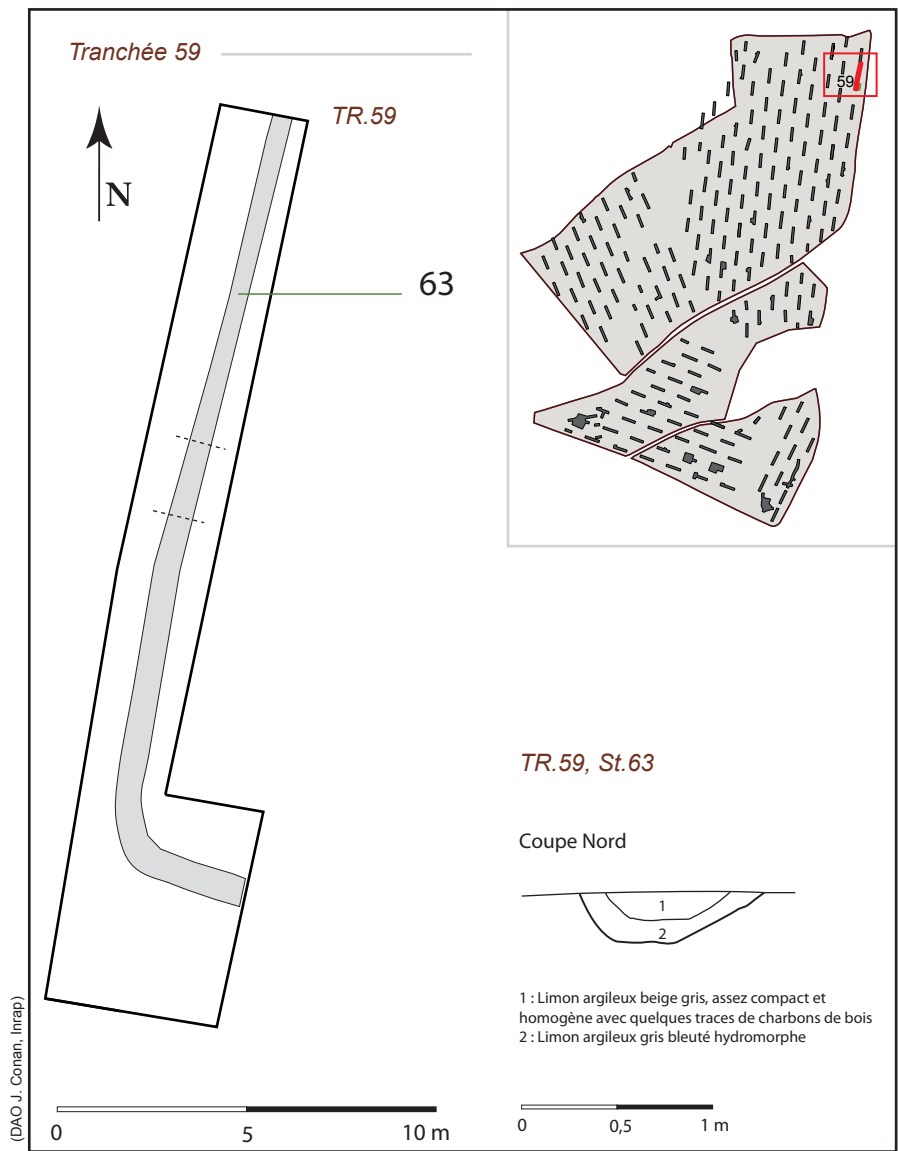 Tranchée 59
TR.59
N
63
59
TR.59, St.63
Coupe Nord
1
2
1 : Limon argileux beige gris, assez compact et
homogène avec quelques traces de charbons de bois
2 : Limon argileux gris bleuté hydromorphe
0 5 10 m
0 0,5 1 m
(DAO J. Conan, Inrap)